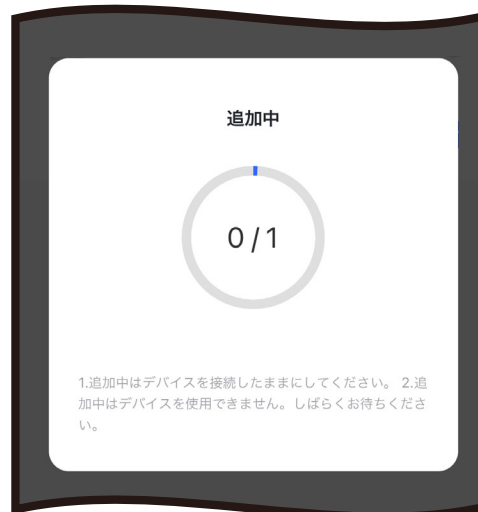 追加中
0/1
1.追加中はデバイスを接続したままにしてください。 2.追
加中はデバイスを使用できません。しばらくお待ちくださ
い。